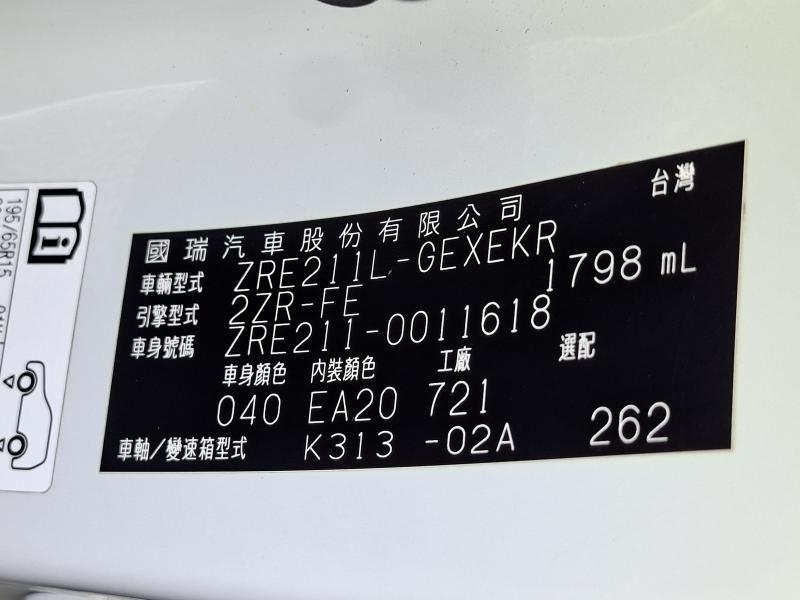 台灣
國瑞汽車股份有限公司
車輛型式 ZRE211L-GEXEKR
引擎型式 2ZR-FE 1798 mL
車身號碼 ZRE211-0011618
車身顏色 內裝顏色 工廠 選配
040 EA20 721
車軸/變速箱型式 K313 -02A 262
195/65R15